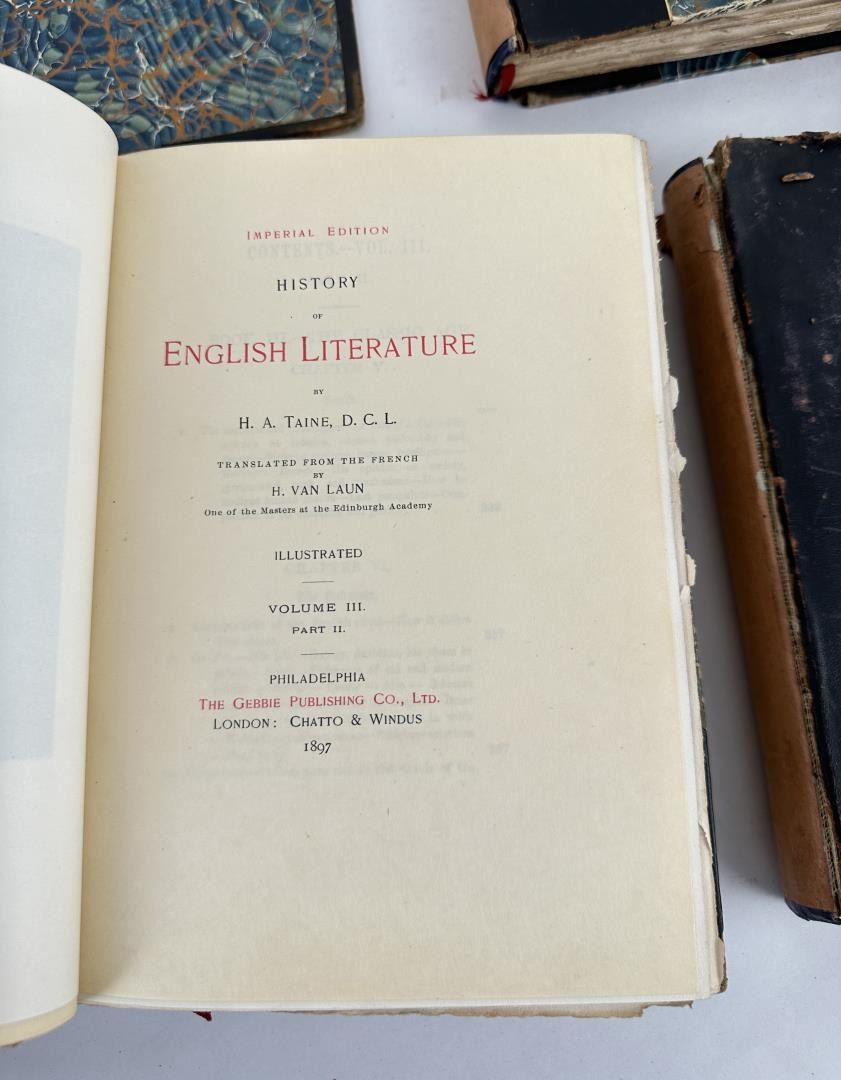 IMPERIAL EDITION
HISTORY
OF
ENGLISH LITERATURE
BY
H. A. TAINE, D. C. L.
TRANSLATED FROM THE FRENCH
BY
H. VAN LAUN
One of the Masters at the Edinburgh Academy
ILLUSTRATED
VOLUME III.
PART II.
PHILADELPHIA
THE GEBBIE PUBLISHING CO., LTD.
LONDON: CHATTO & WINDUS
1897